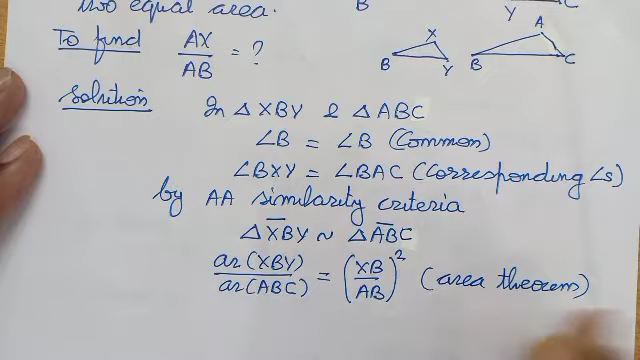 two equal area.
B
Y
C
To find AX/AB = ?
X
B
Y
A
B
C
Solution In △XBY & △ABC
∠B = ∠B (Common)
∠BXY = ∠BAC (Corresponding ∠s)
by AA similarity criteria
△XBY ~ △ABC
ar(XBY)/ar(ABC) = (XB/AB)² (area theorem)